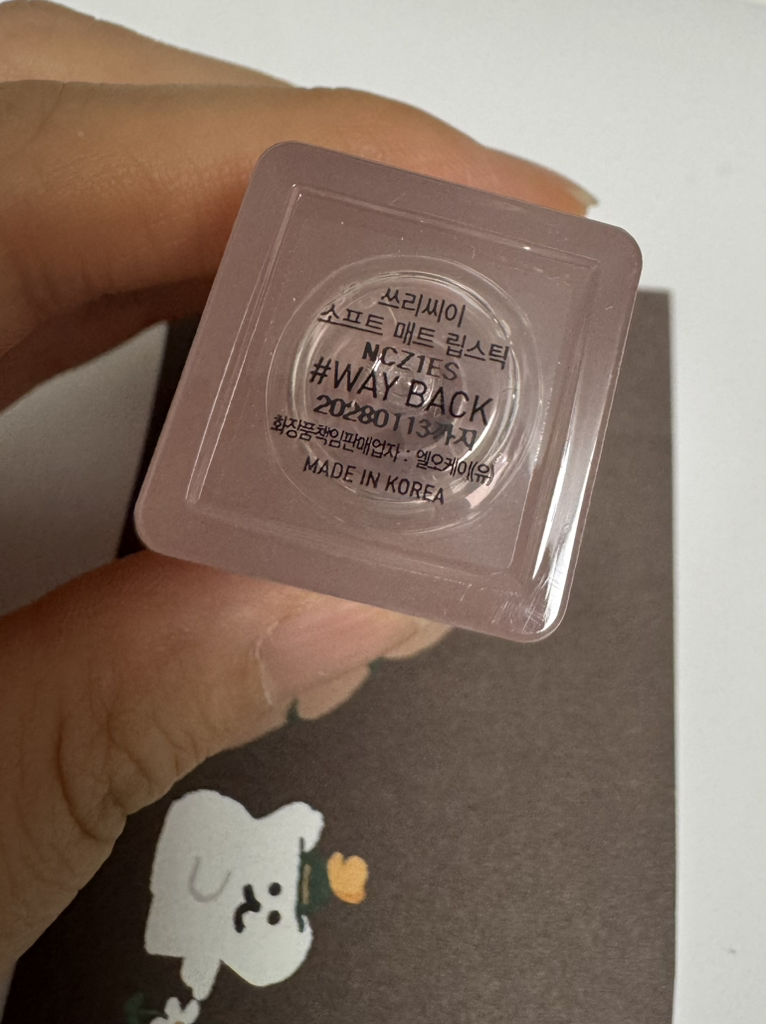 쓰리씨이
소프트 매트 립스틱
NCZ1ES
#WAY BACK
20280113까지
화장품책임판매업자 : 엘오케이(유)
MADE IN KOREA